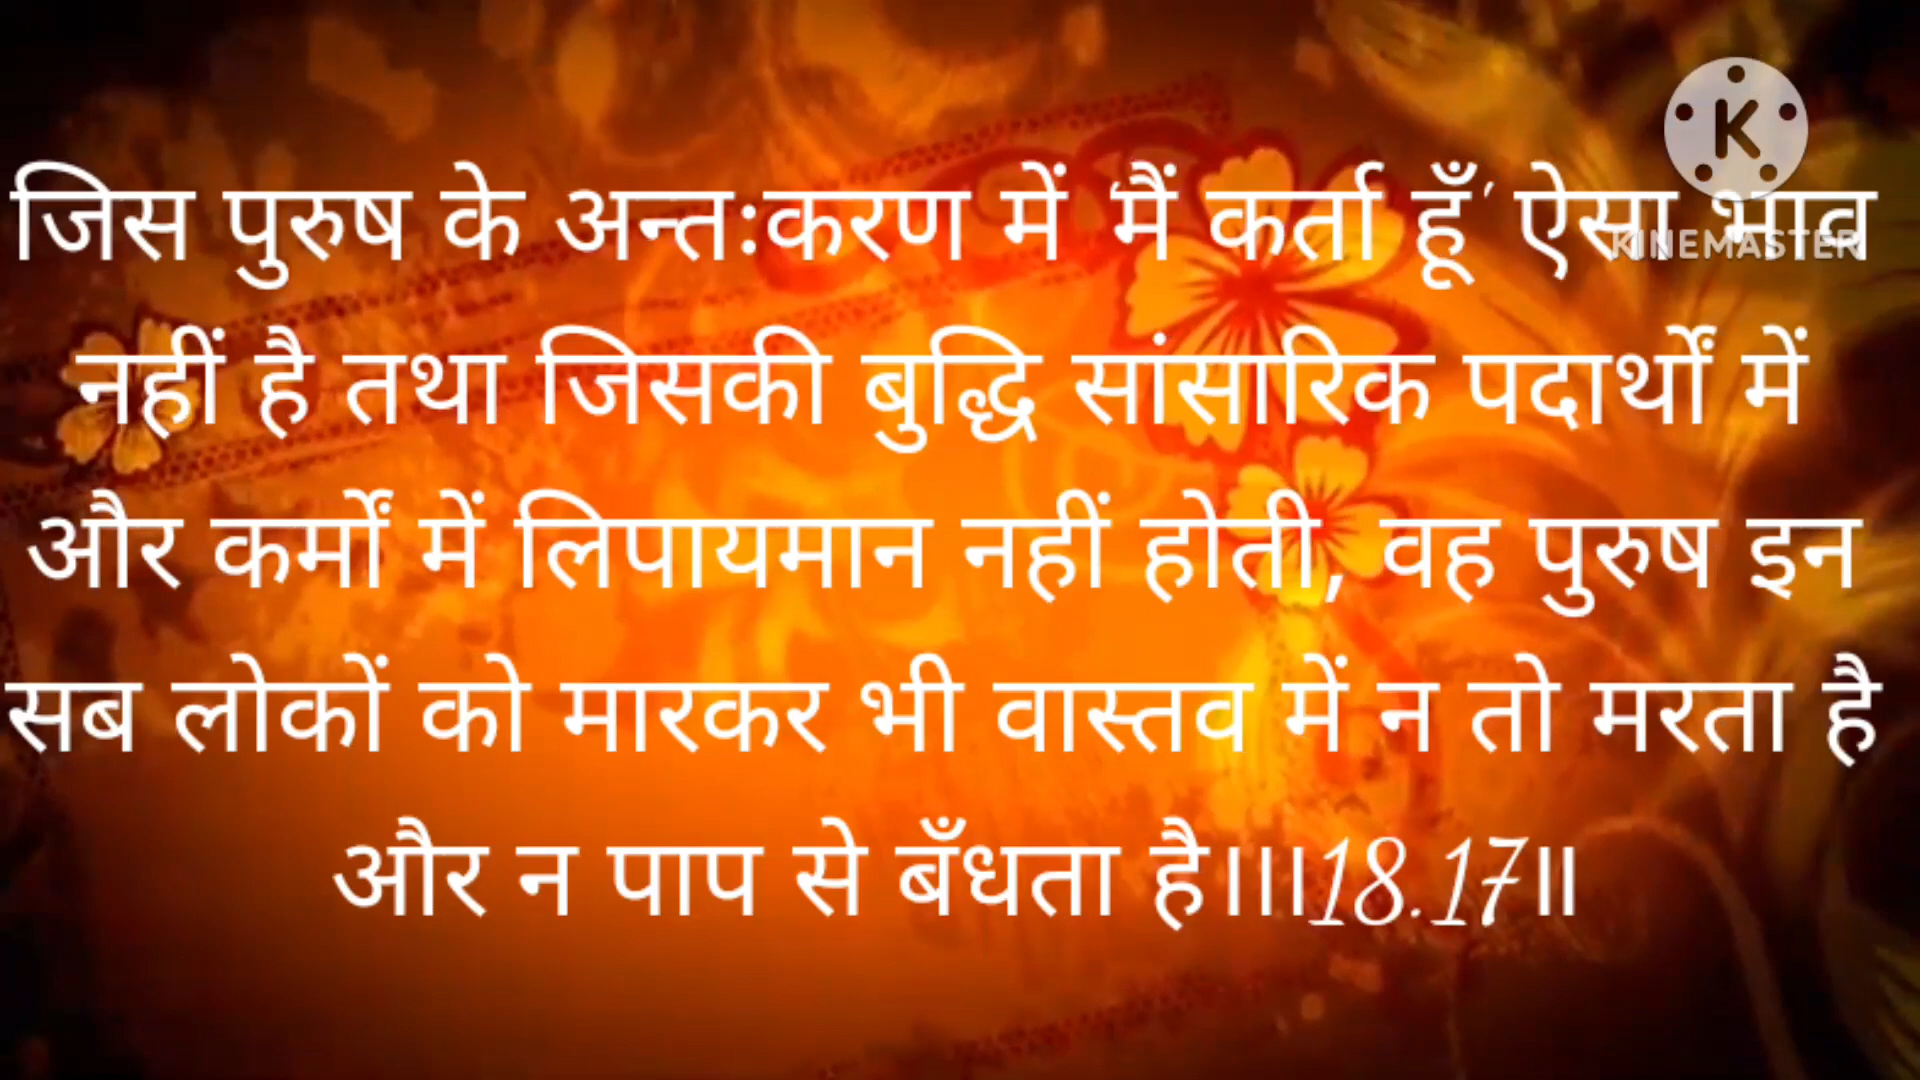 K
KINEMASTER
जिस पुरुष के अन्तःकरण में 'मैं कर्ता हूँ' ऐसा भाव
नहीं है तथा जिसकी बुद्धि सांसारिक पदार्थों में
और कर्मों में लिपायमान नहीं होती, वह पुरुष इन
सब लोकों को मारकर भी वास्तव में न तो मरता है
और न पाप से बँधता है।।।18.17॥